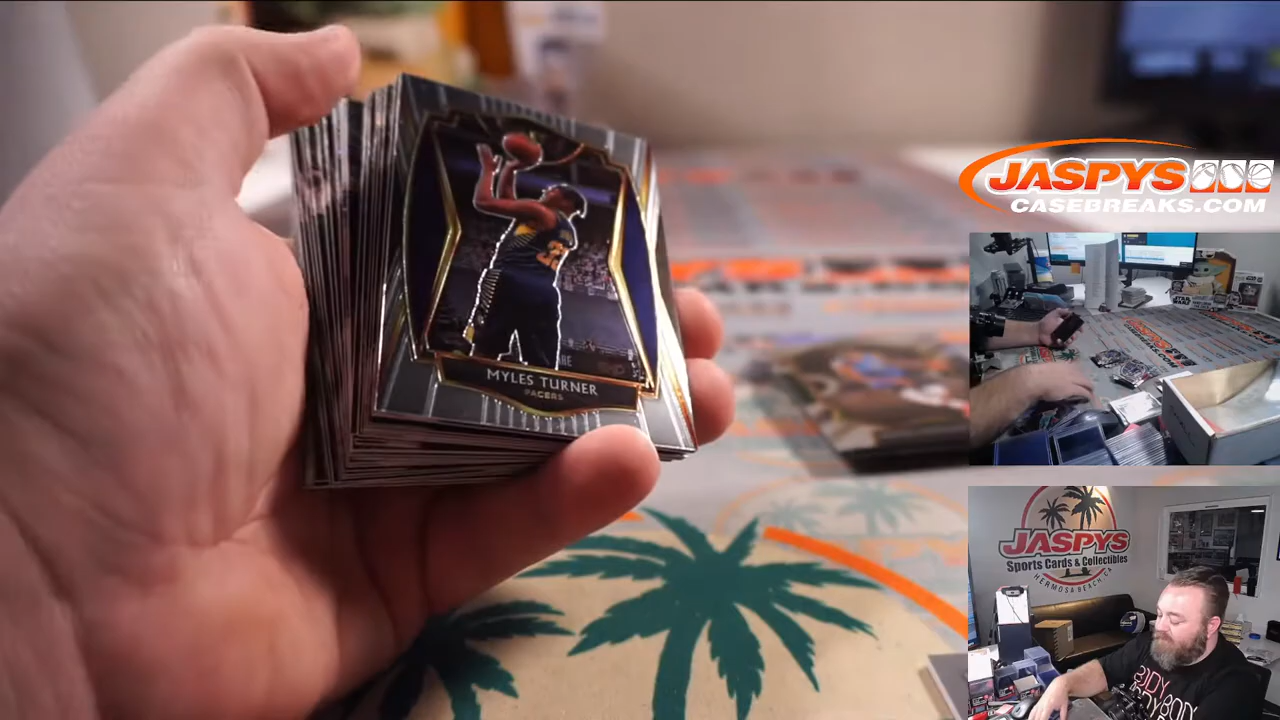 MYLES TURNER
PACERS
JASPYS
CASEBREAKS.COM
JASPYS
Sports Cards & Collectibles
HERMOSA BEACH, CA